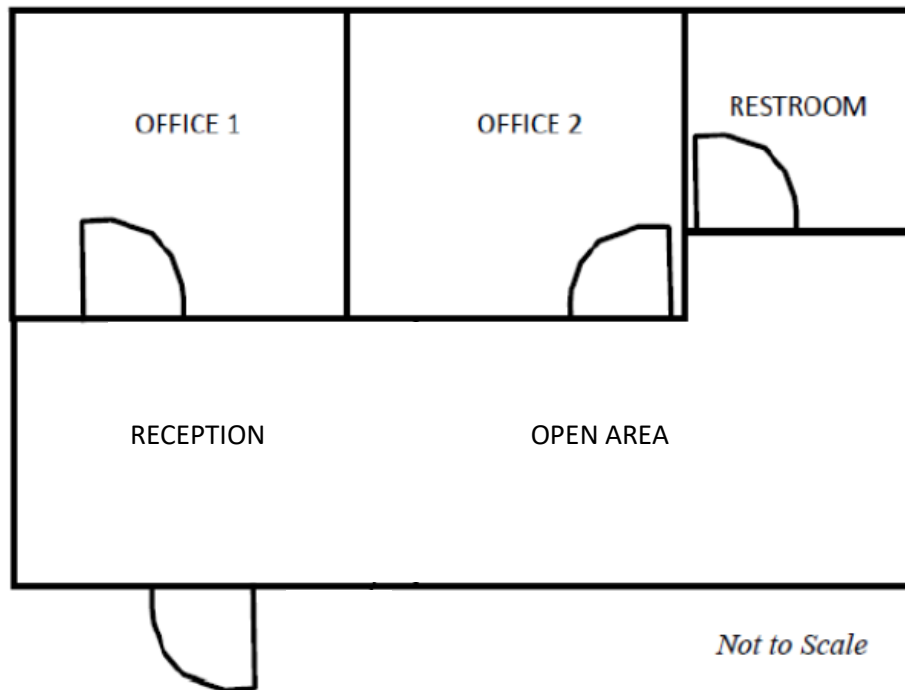 OFFICE 1
OFFICE 2
RESTROOM
RECEPTION
OPEN AREA
Not to Scale